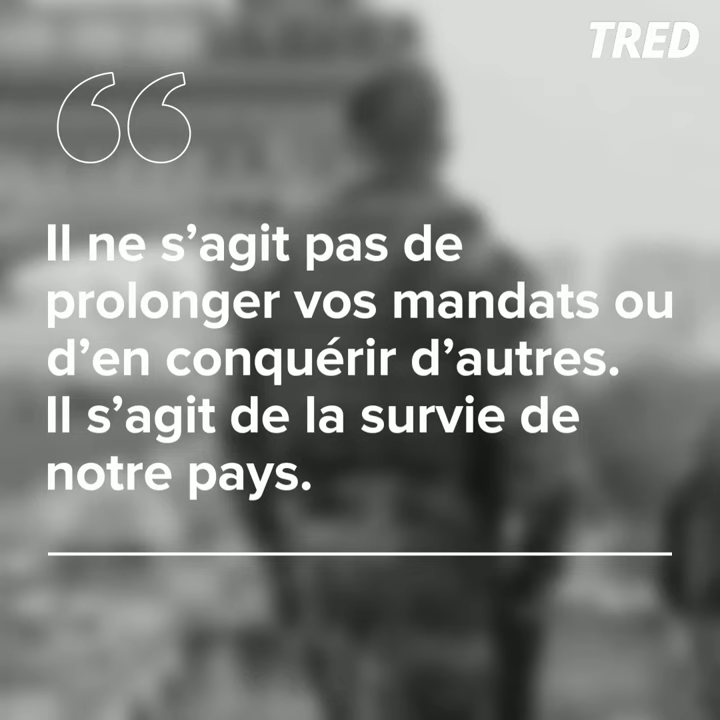 TRED
“
Il ne s’agit pas de
prolonger vos mandats ou
d’en conquérir d’autres.
Il s’agit de la survie de
notre pays.